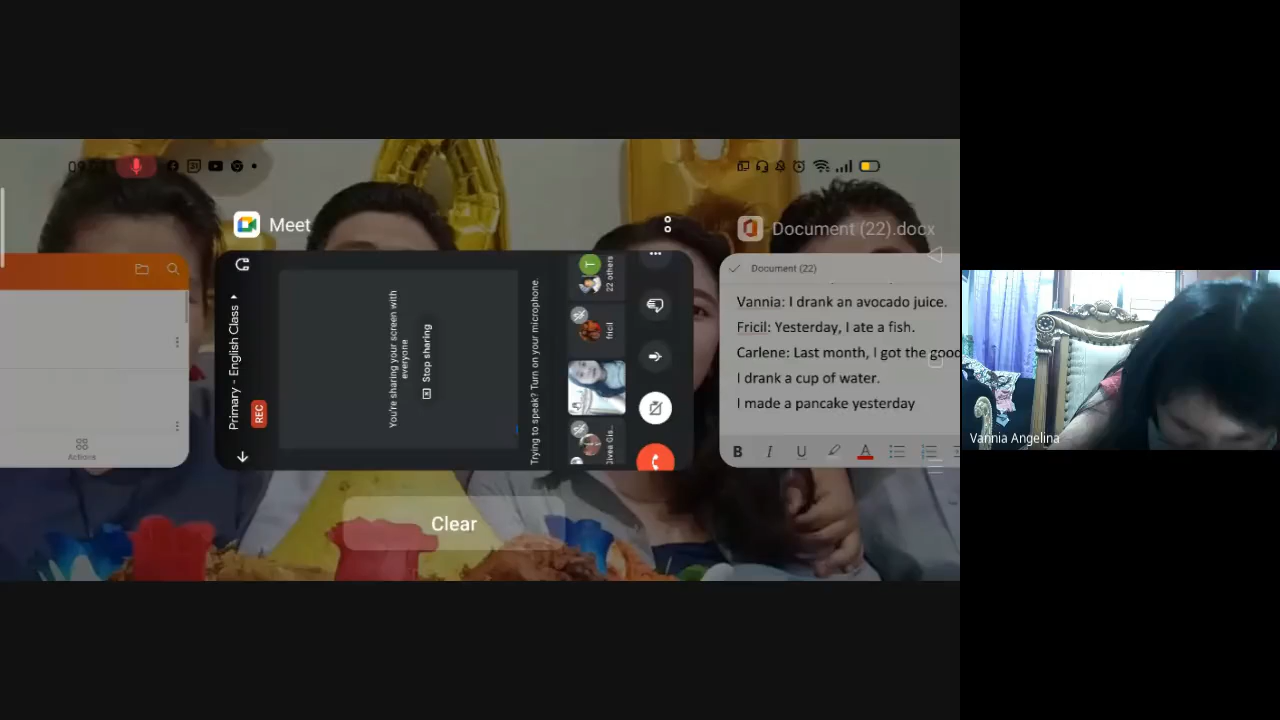 Meet
Document (22).docx
Actions
Primary - English Class
REC
You're sharing your screen with
everyone
Stop sharing
Trying to speak? Turn on your microphone.
22 others
fricil
T
Document (22)
Vannia: I drank an avocado juice.
Fricil: Yesterday, I ate a fish.
Carlene: Last month, I got the good
I drank a cup of water.
I made a pancake yesterday
B I U A
Clear
Vannia Angelina